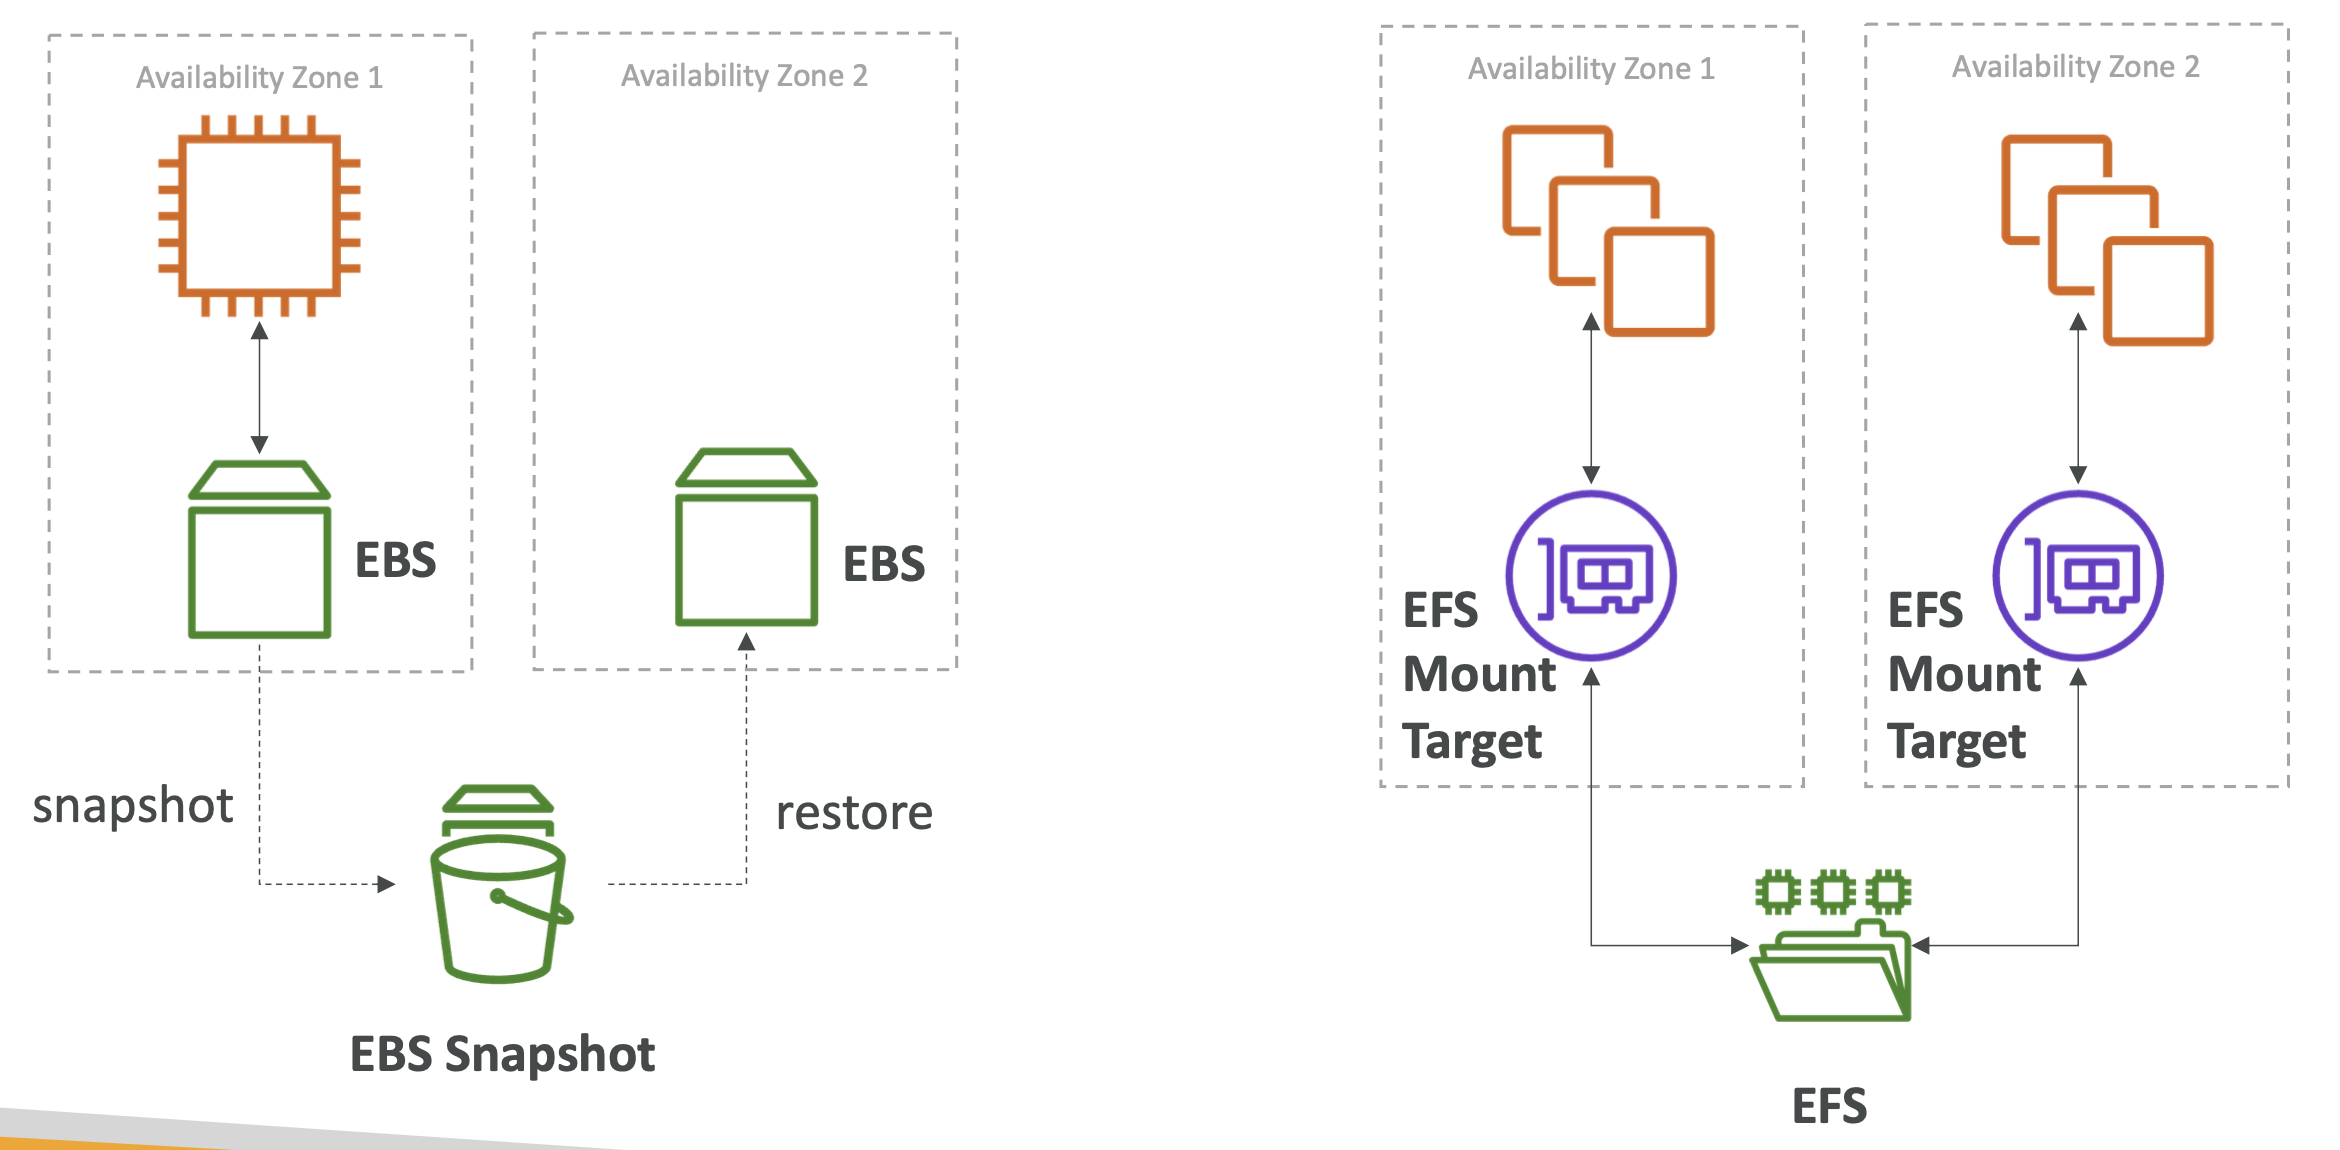 Availability Zone 1
Availability Zone 2
EBS
EBS
snapshot
restore
EBS Snapshot
Availability Zone 1
Availability Zone 2
EFS
Mount
Target
EFS
Mount
Target
EFS